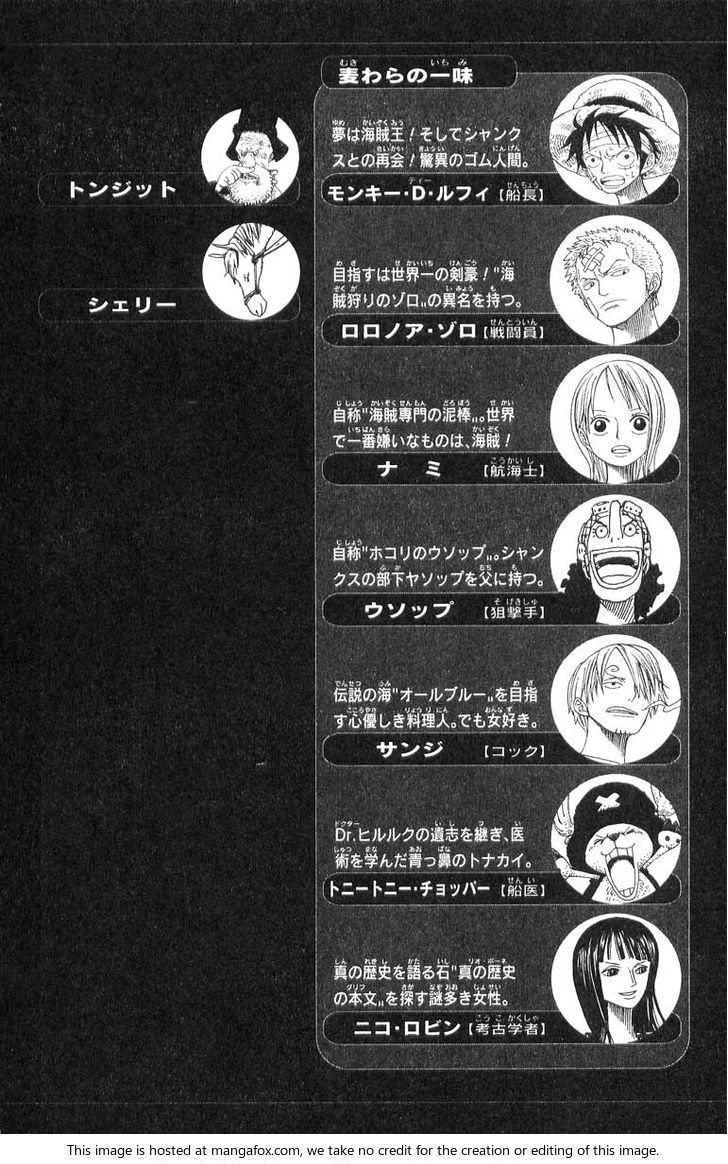 麦わらの一味
夢は海賊王！そしてシャンク
スとの再会！驚異のゴム人間。
モンキー・D・ルフィ【船長】
目指すは世界一の剣豪！"海
賊狩りのゾロ"の異名を持つ。
ロロノア・ゾロ【戦闘員】
自称"海賊専門の泥棒"。世界
で一番嫌いなものは、海賊！
ナミ【航海士】
自称"ホコリのウソップ"。シャン
クスの部下ヤソップを父に持つ。
ウソップ【狙撃手】
伝説の海"オールブルー"を目指
す心優しき料理人。でも女好き。
サンジ【コック】
Dr.ヒルルクの遺志を継ぎ、医
術を学んだ青っ鼻のトナカイ。
トニートニー・チョッパー【船医】
真の歴史を語る石"真の歴史
の本文"を探す謎多き女性。
ニコ・ロビン【考古学者】
トンジット
シェリー
This image is hosted at mangafox.com, we take no credit for the creation or editing of this image.